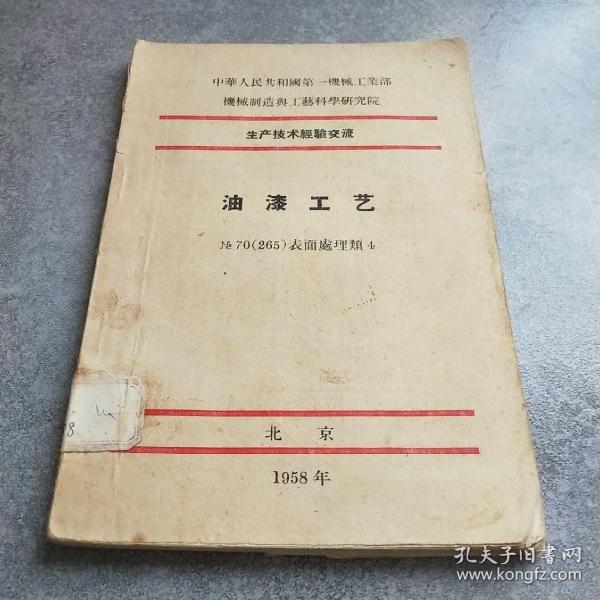 中華人民共和國第一機械工業部
機械制造與工藝科學研究院
生产技术經驗交流
油漆工艺
№ 70(265)表面處理類4
北京
1958年
8
孔夫子旧书网
www.kongfz.com